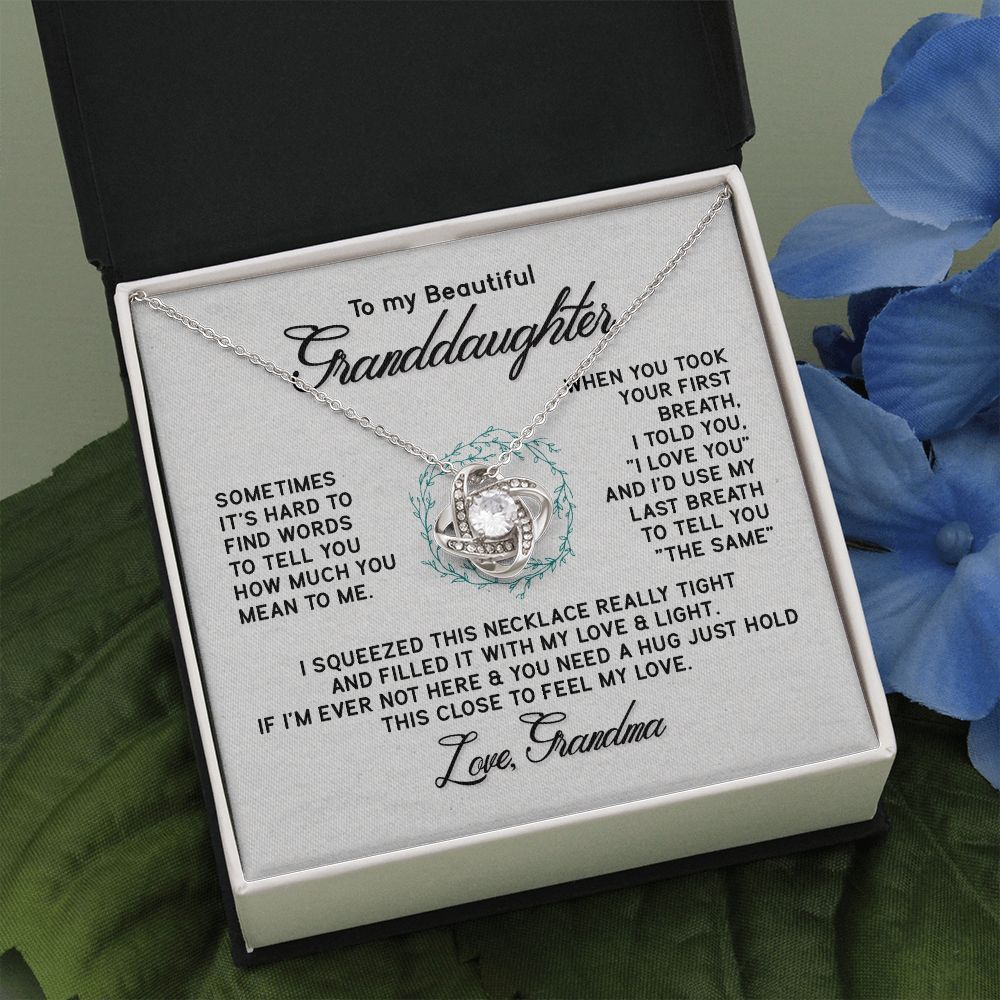 To my Beautiful
Granddaughter
SOMETIMES
IT'S HARD TO
FIND WORDS
TO TELL YOU
HOW MUCH YOU
MEAN TO ME.
WHEN YOU TOOK
YOUR FIRST
BREATH,
I TOLD YOU,
"I LOVE YOU"
AND I'D USE MY
LAST BREATH
TO TELL YOU
"THE SAME"
I SQUEEZED THIS NECKLACE REALLY TIGHT
AND FILLED IT WITH MY LOVE & LIGHT.
IF I'M EVER NOT HERE & YOU NEED A HUG JUST HOLD
THIS CLOSE TO FEEL MY LOVE.
Love, Grandma